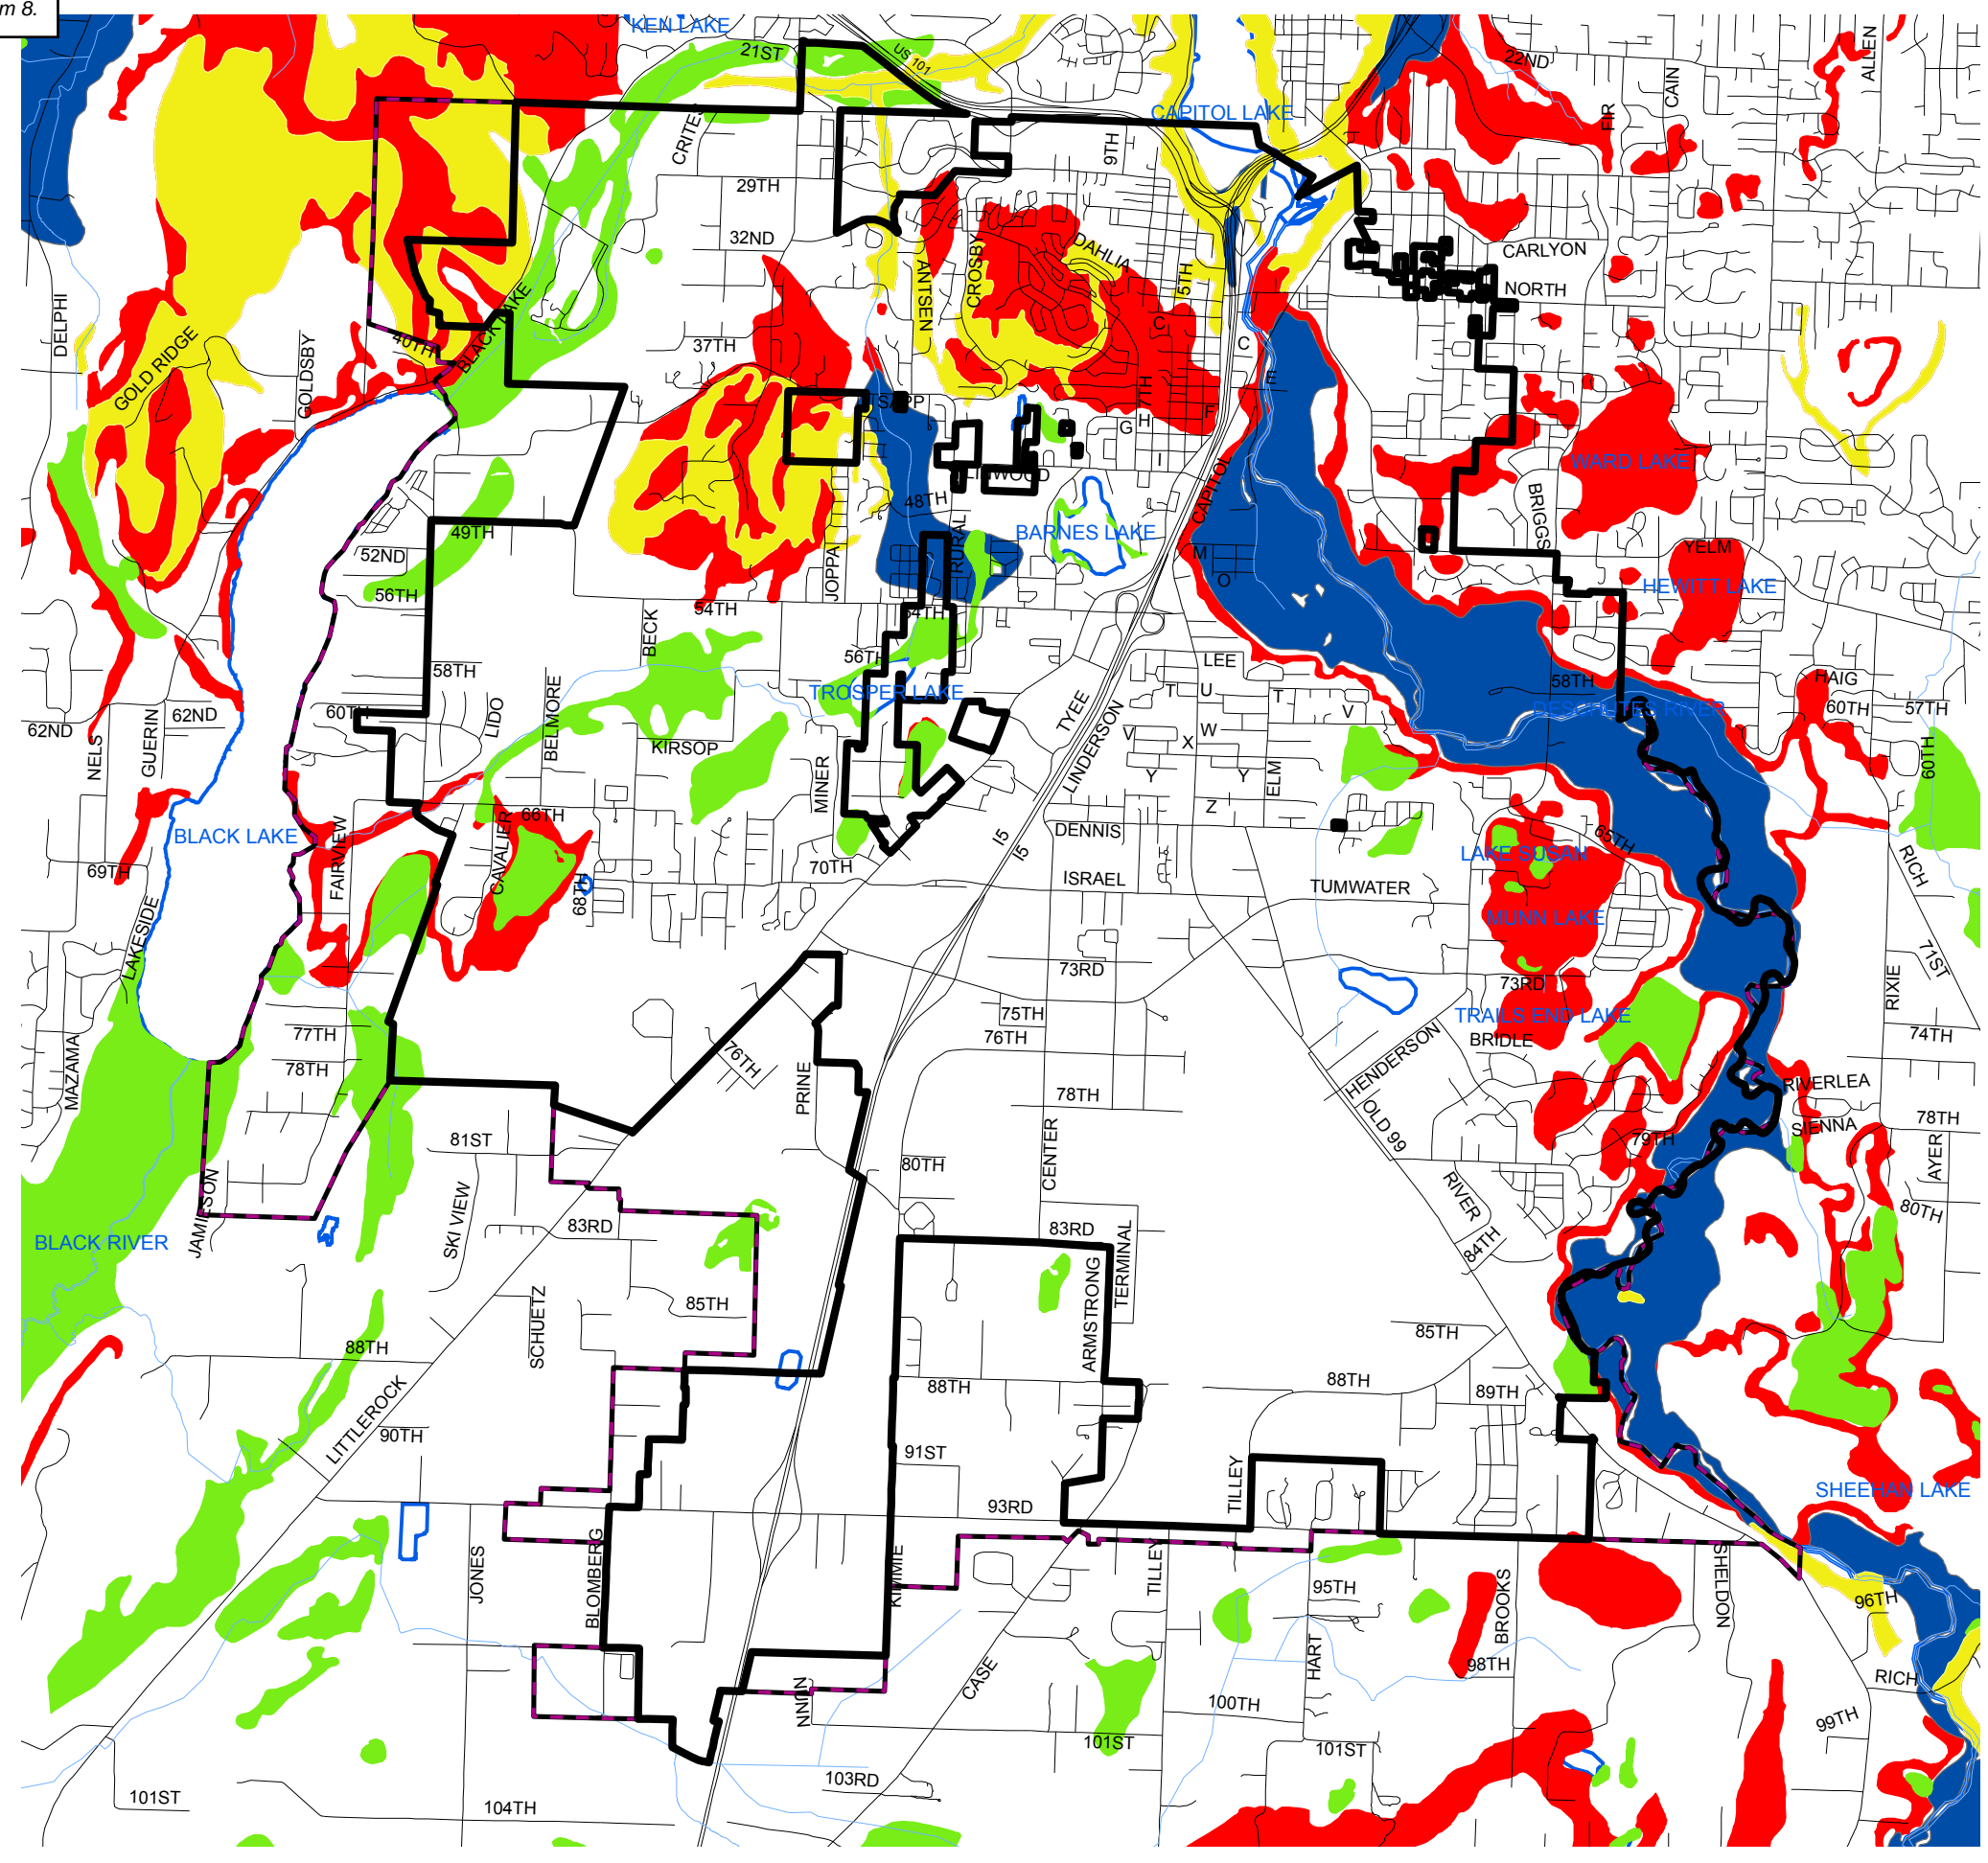 m 8.
KEN LAKE
21ST
US 101
22ND
ALLEN
CAIN
FIR
CAPITOL LAKE
CRITES
9TH
29TH
32ND
DAHLIA
CARLYON
5TH
CROSBY
ANTSEN
NORTH
DELPHI
GOLD RIDGE
GOLDSBY
40TH
BLACK LAKE
37TH
C
C
E
7TH
F
G
H
I
CAPITOL
WARD LAKE
48TH
BARNES LAKE
BRIGGS
49TH
52ND
RURAL
JOPPA
M
O
YELM
HEWITT LAKE
56TH
54TH
54TH
BECK
56TH
58TH
LEE
TROSPER LAKE
58TH
HAIG
T
U
T
V
60TH
57TH
DESCHUTES RIVER
62ND
62ND
60TH
LIDO
BELMORE
KIRSOP
TYEE
LINDERSON
V
W
X
Y
Y
Z
ELM
60TH
NELS
GUERIN
MINER
66TH
BLACK LAKE
FAIRVIEW
CAVALIER
I5
I5
DENNIS
65TH
LAKE SUSAN
RICH
69TH
70TH
68TH
ISRAEL
TUMWATER
MUNN LAKE
LAKESIDE
73RD
73RD
71ST
RIXIE
75TH
76TH
TRAILS END LAKE
BRIDLE
74TH
77TH
78TH
76TH
MAZAMA
PRINE
HENDERSON
OLD 99
78TH
RIVERLEA
SIENNA
78TH
81ST
CENTER
80TH
79TH
AYER
JAMIESON
SKI VIEW
RIVER
80TH
BLACK RIVER
83RD
83RD
TERMINAL
84TH
ARMSTRONG
85TH
85TH
SCHUETZ
88TH
88TH
88TH
89TH
LITTLEROCK
90TH
91ST
TILLEY
SHEEHAN LAKE
93RD
JONES
BLOMBERG
KIMMIE
TILLEY
95TH
BROOKS
SHELDON
96TH
HART
98TH
RICH
CASE
NUNN
100TH
99TH
101ST
101ST
103RD
101ST
104TH